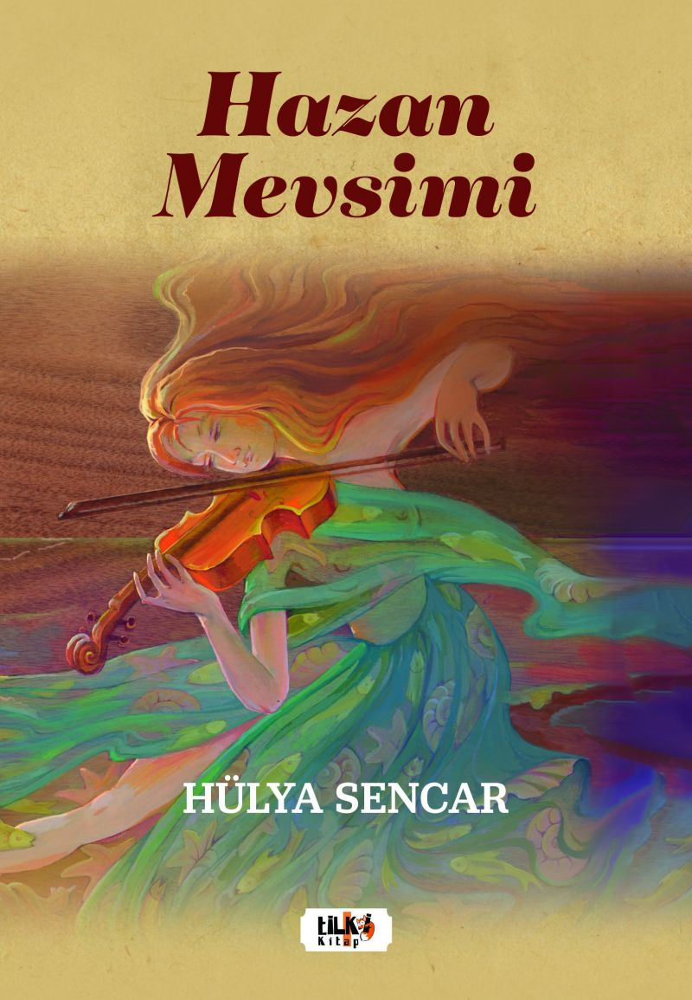 Hazan
Mevsimi
HÜLYA SENCAR
tiLKi
Kitap